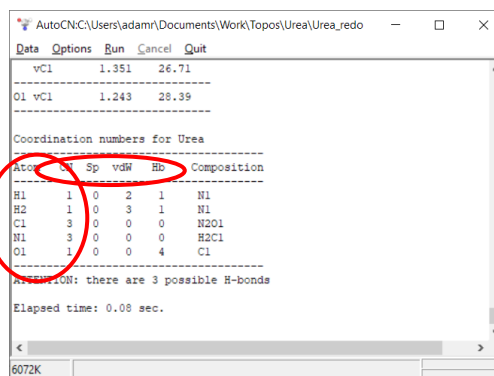 AutoCN:C:\Users\adamr\Documents\Work\Topos\Urea\Urea_redo
Data Options Run Cancel Quit
vC1 1.351 26.71
--------------------------------
O1 vC1 1.243 28.39
--------------------------------
Coordination numbers for Urea
----------------------------------------
Atom CN Sp vdW Hb Composition
----------------------------------------
H1 1 0 2 1 N1
H2 1 0 3 1 N1
C1 3 0 0 0 N2O1
N1 3 0 0 0 H2C1
O1 1 0 0 4 C1
----------------------------------------
ATTENTION: there are 3 possible H-bonds
Elapsed time: 0.08 sec.
6072K